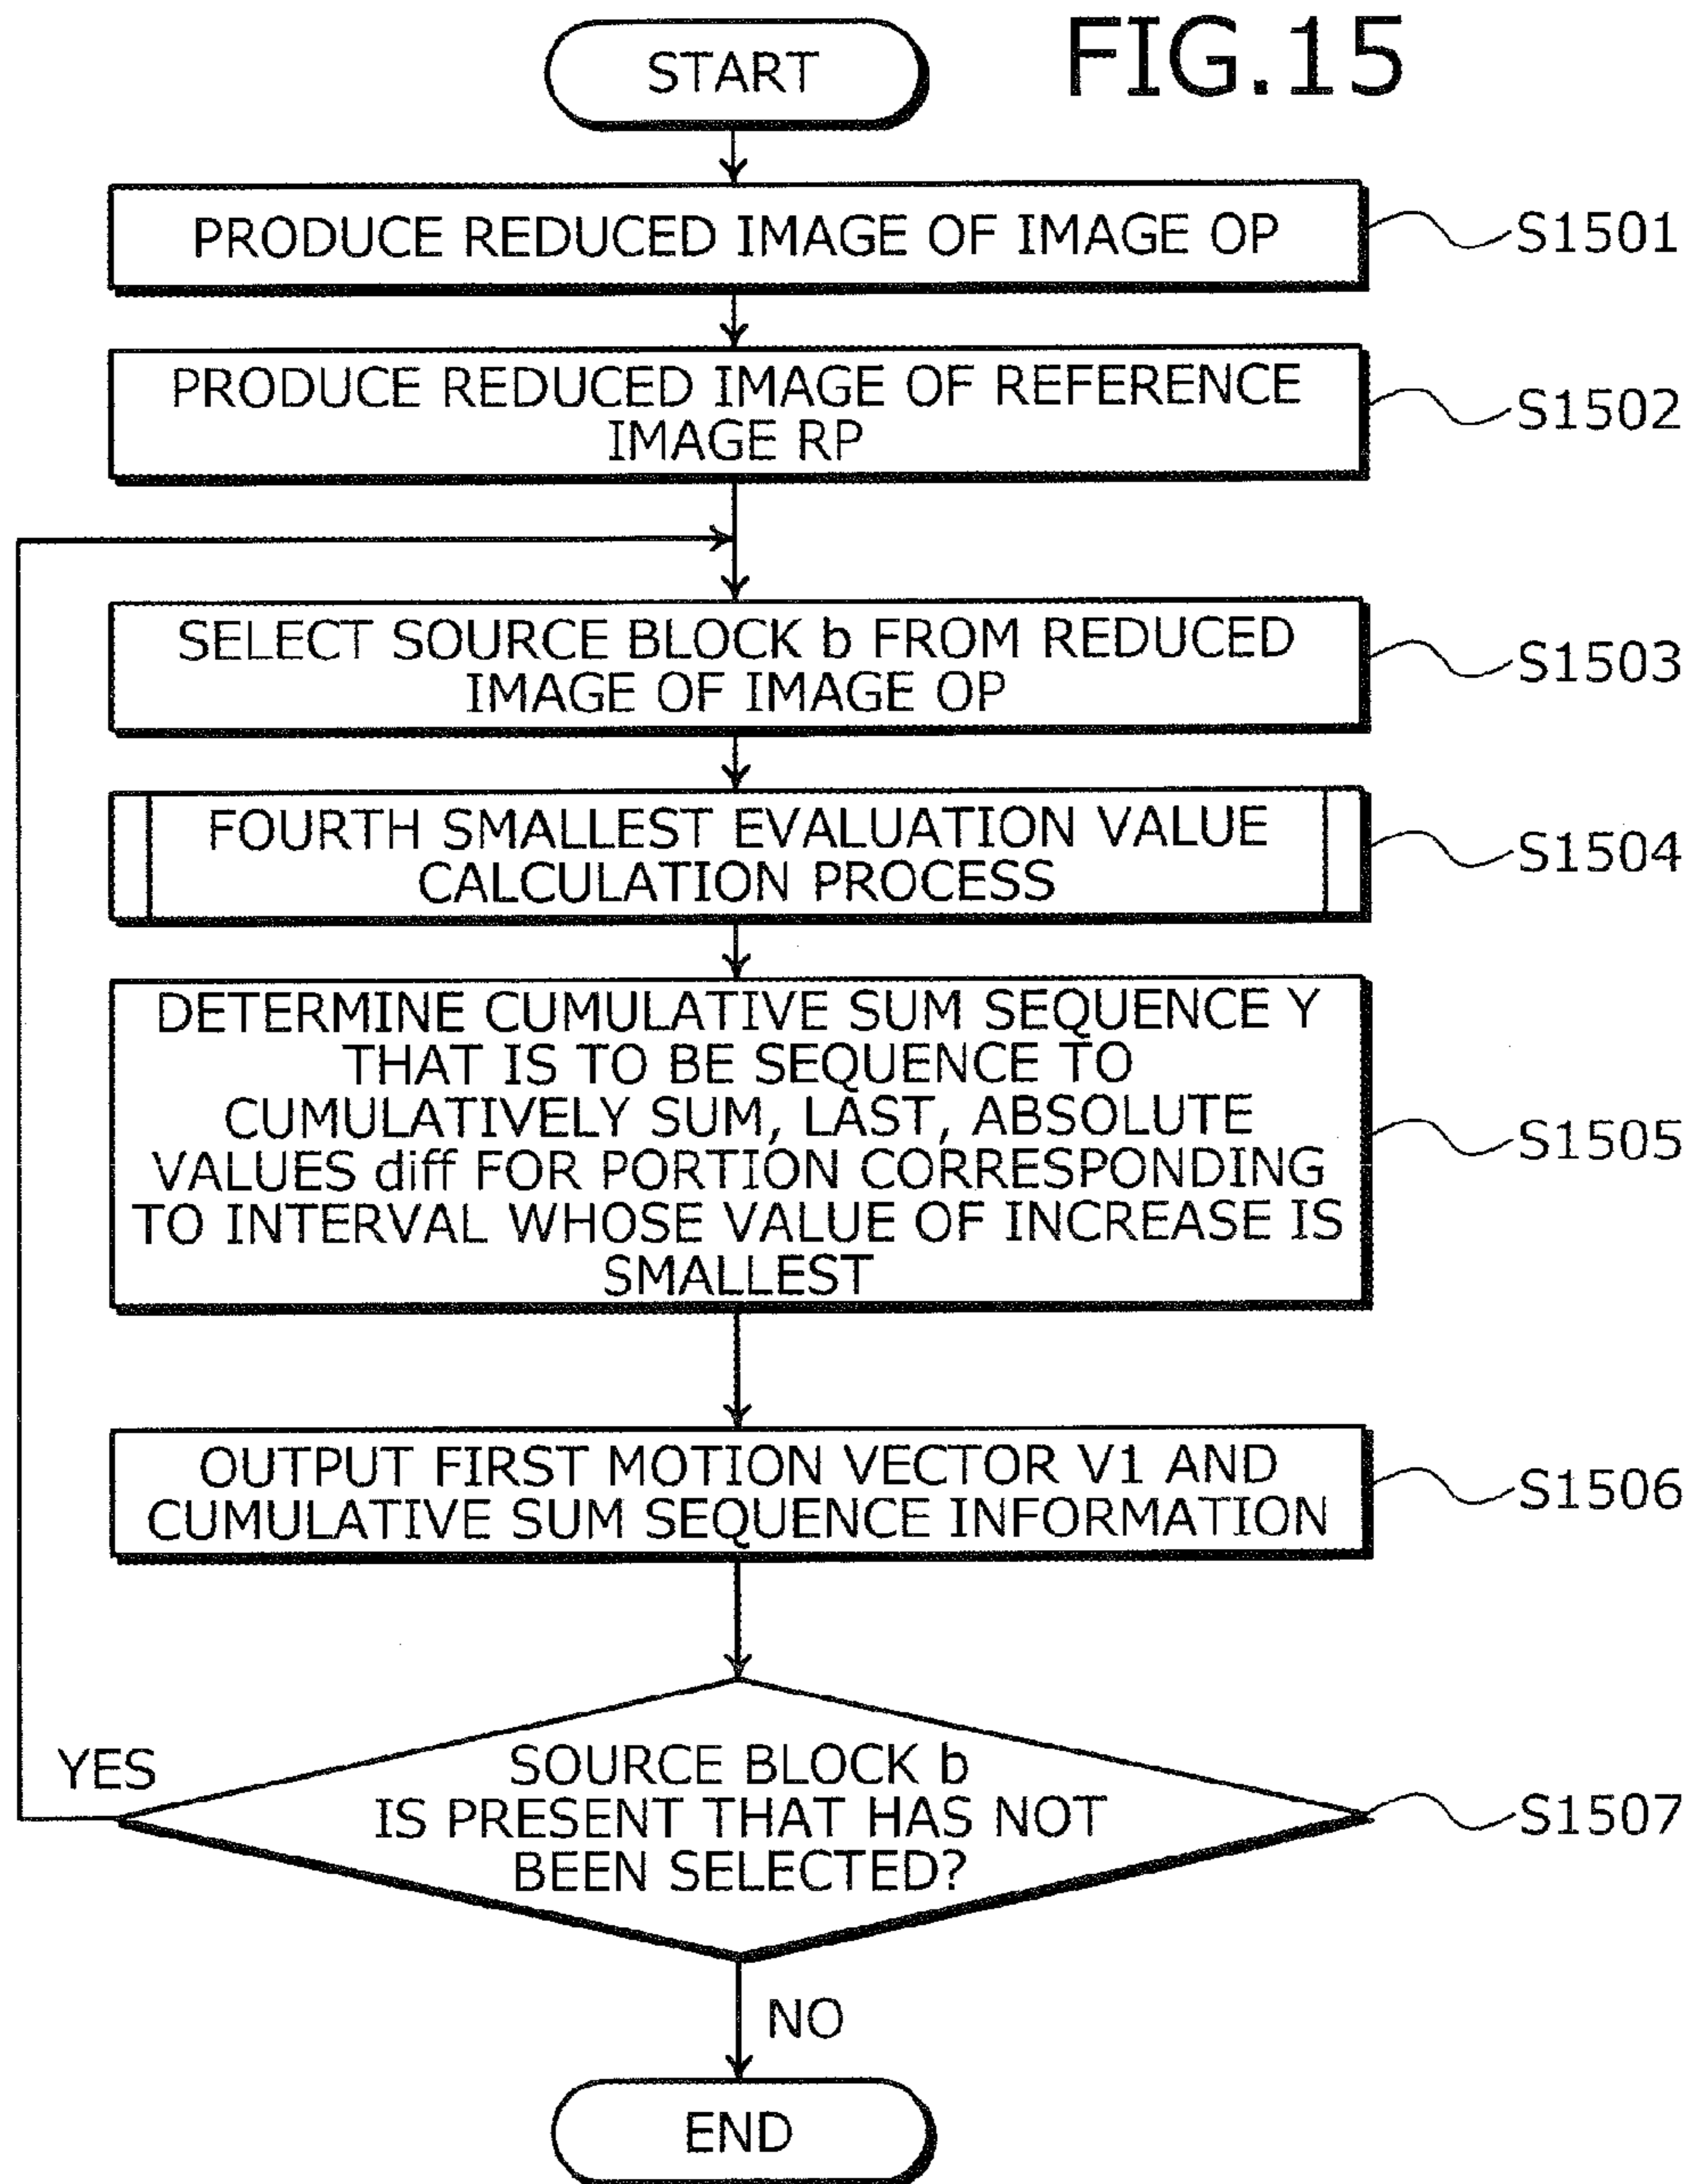 FIG.15
START
PRODUCE REDUCED IMAGE OF IMAGE OP
S1501
PRODUCE REDUCED IMAGE OF REFERENCE
IMAGE RP
S1502
SELECT SOURCE BLOCK b FROM REDUCED
IMAGE OF IMAGE OP
S1503
FOURTH SMALLEST EVALUATION VALUE
CALCULATION PROCESS
S1504
DETERMINE CUMULATIVE SUM SEQUENCE Y
THAT IS TO BE SEQUENCE TO
CUMULATIVELY SUM, LAST, ABSOLUTE
VALUES diff FOR PORTION CORRESPONDING
TO INTERVAL WHOSE VALUE OF INCREASE IS
SMALLEST
S1505
OUTPUT FIRST MOTION VECTOR V1 AND
CUMULATIVE SUM SEQUENCE INFORMATION
S1506
YES
SOURCE BLOCK b
IS PRESENT THAT HAS NOT
BEEN SELECTED?
S1507
NO
END